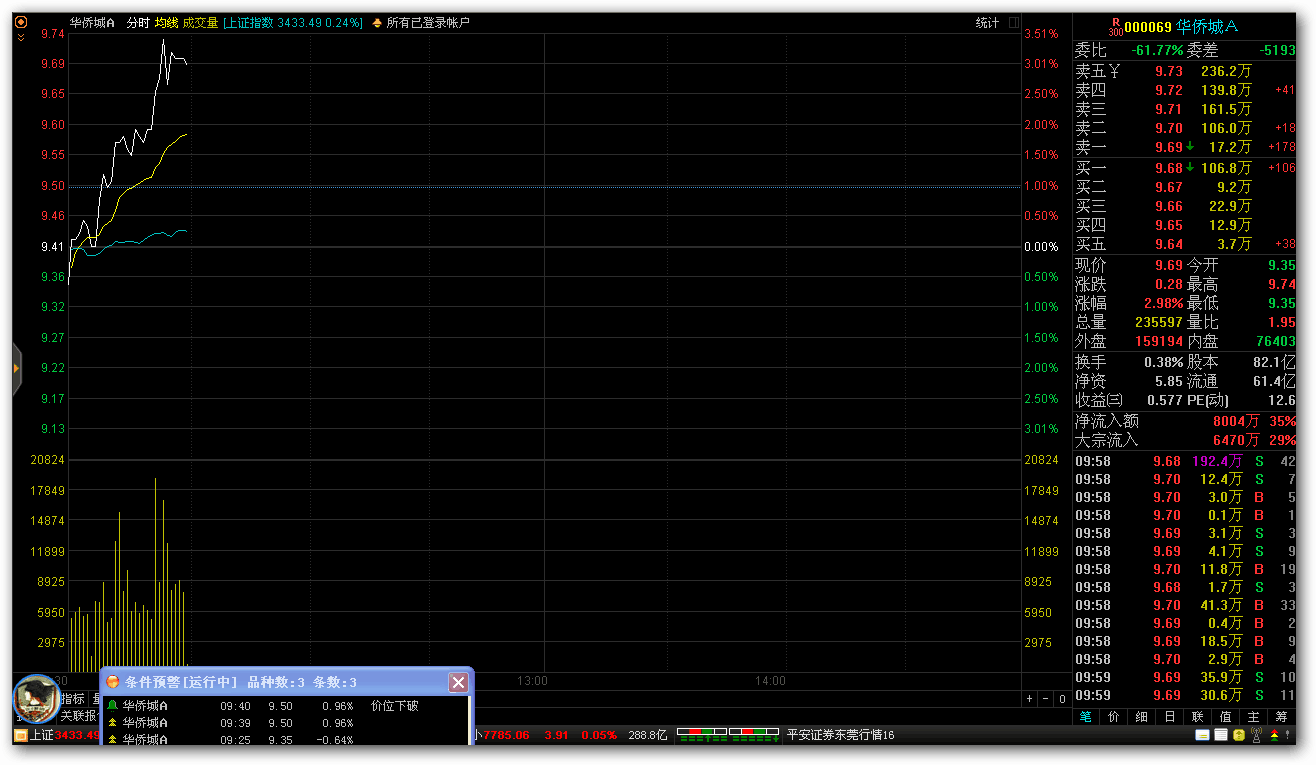 华侨城A 分时 均线 成交量 [上证指数 3433.49 0.24%] 所有已登录帐户 统计
9.74 3.51%
9.69 3.01%
9.65 2.50%
9.60 2.00%
9.55 1.50%
9.50 1.00%
9.46 0.50%
9.41 0.00%
9.36 0.50%
9.32 1.00%
9.27 1.50%
9.22 2.00%
9.17 2.50%
9.13 3.01%
20824 20824
17849 17849
14874 14874
11899 11899
8925 8925
5950 5950
2975 2975
30 13:00 14:00
+ - 0
指标
关联报
条件预警[运行中] 品种数:3 条数:3
华侨城A 09:40 9.50 0.96% 价位下破
华侨城A 09:39 9.50 0.96%
华侨城A 09:25 9.35 -0.64%
上证3433.49 7785.06 3.91 0.05% 288.8亿 平安证券东莞行情16
R
300
000069 华侨城A
委比 -61.77% 委差 -5193
卖五￥ 9.73 236.2万
卖四 9.72 139.8万 +41
卖三 9.71 161.5万
卖二 9.70 106.0万 +18
卖一 9.69 17.2万 +178
买一 9.68 106.8万 +106
买二 9.67 9.2万
买三 9.66 22.9万
买四 9.65 12.9万
买五 9.64 3.7万 +38
现价 9.69 今开 9.35
涨跌 0.28 最高 9.74
涨幅 2.98% 最低 9.35
总量 235597 量比 1.95
外盘 159194 内盘 76403
换手 0.38% 股本 82.1亿
净资 5.85 流通 61.4亿
收益㈢ 0.577 PE(动) 12.6
净流入额 8004万 35%
大宗流入 6470万 29%
09:58 9.68 192.4万 S 42
09:58 9.70 12.4万 S 7
09:58 9.70 3.0万 B 5
09:58 9.70 0.1万 B 1
09:58 9.69 3.1万 S 3
09:58 9.69 4.1万 S 9
09:58 9.70 11.8万 B 19
09:58 9.68 1.7万 S 3
09:58 9.70 41.3万 B 33
09:58 9.69 0.4万 B 2
09:58 9.69 18.5万 B 9
09:58 9.70 2.9万 B 4
09:59 9.69 35.9万 S 10
09:59 9.69 30.6万 S 11
笔 价 细 日 联 值 主 筹